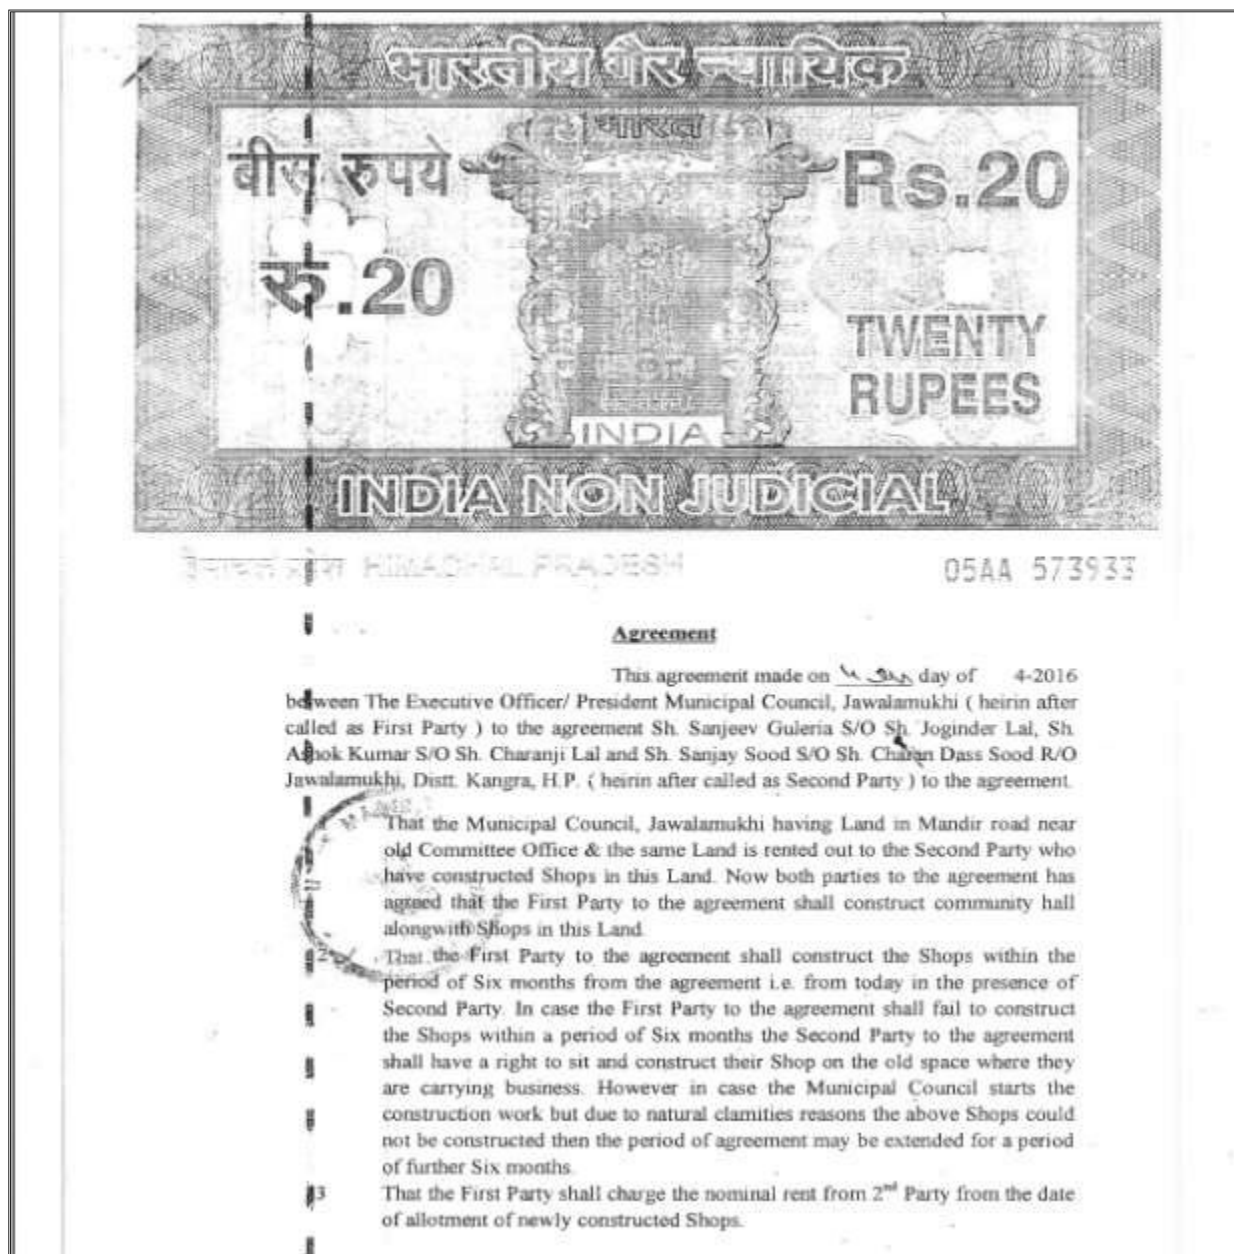 भारतीय गैर न्यायिक
भारत
बीस रुपये
Rs.20
रु.20
TWENTY
RUPEES
INDIA
INDIA NON JUDICIAL
HIMACHAL PRADESH
05AA 573933
Agreement
This agreement made on day of 4-2016
between The Executive Officer/ President Municipal Council, Jawalamukhi ( heirin after
called as First Party ) to the agreement Sh. Sanjeev Guleria S/O Sh. Joginder Lal, Sh.
Ashok Kumar S/O Sh. Charanji Lal and Sh. Sanjay Sood S/O Sh. Charan Dass Sood R/O
Jawalamukhi, Distt. Kangra, H.P. ( heirin after called as Second Party ) to the agreement.
That the Municipal Council, Jawalamukhi having Land in Mandir road near
old Committee Office & the same Land is rented out to the Second Party who
have constructed Shops in this Land. Now both parties to the agreement has
agreed that the First Party to the agreement shall construct community hall
alongwith Shops in this Land.
2 That the First Party to the agreement shall construct the Shops within the
period of Six months from the agreement i.e. from today in the presence of
Second Party. In case the First Party to the agreement shall fail to construct
the Shops within a period of Six months the Second Party to the agreement
shall have a right to sit and construct their Shop on the old space where they
are carrying business. However in case the Municipal Council starts the
construction work but due to natural clamities reasons the above Shops could
not be constructed then the period of agreement may be extended for a period
of further Six months.
3 That the First Party shall charge the nominal rent from 2nd Party from the date
of allotment of newly constructed Shops.